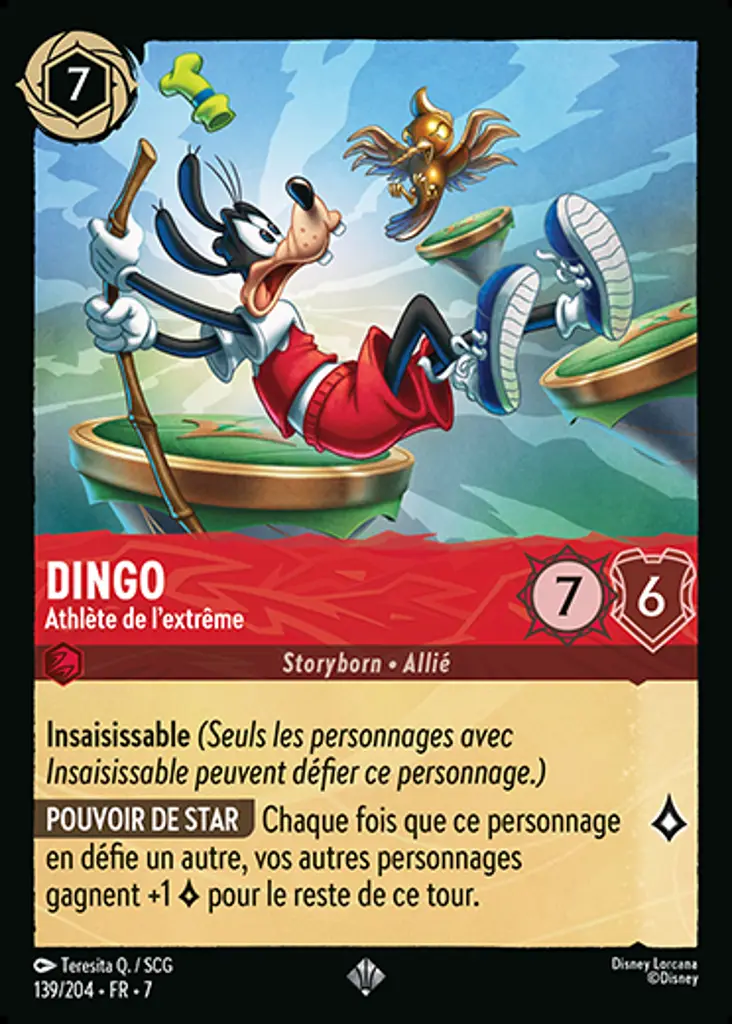 7
DINGO
Athlète de l'extrême
7
6
Storyborn • Allié
Insaisissable (Seuls les personnages avec
Insaisissable peuvent défier ce personnage.)
POUVOIR DE STAR Chaque fois que ce personnage
en défie un autre, vos autres personnages
gagnent +1 pour le reste de ce tour.
Teresita Q. / SCG
139/204 • FR • 7
Disney Lorcana
©Disney